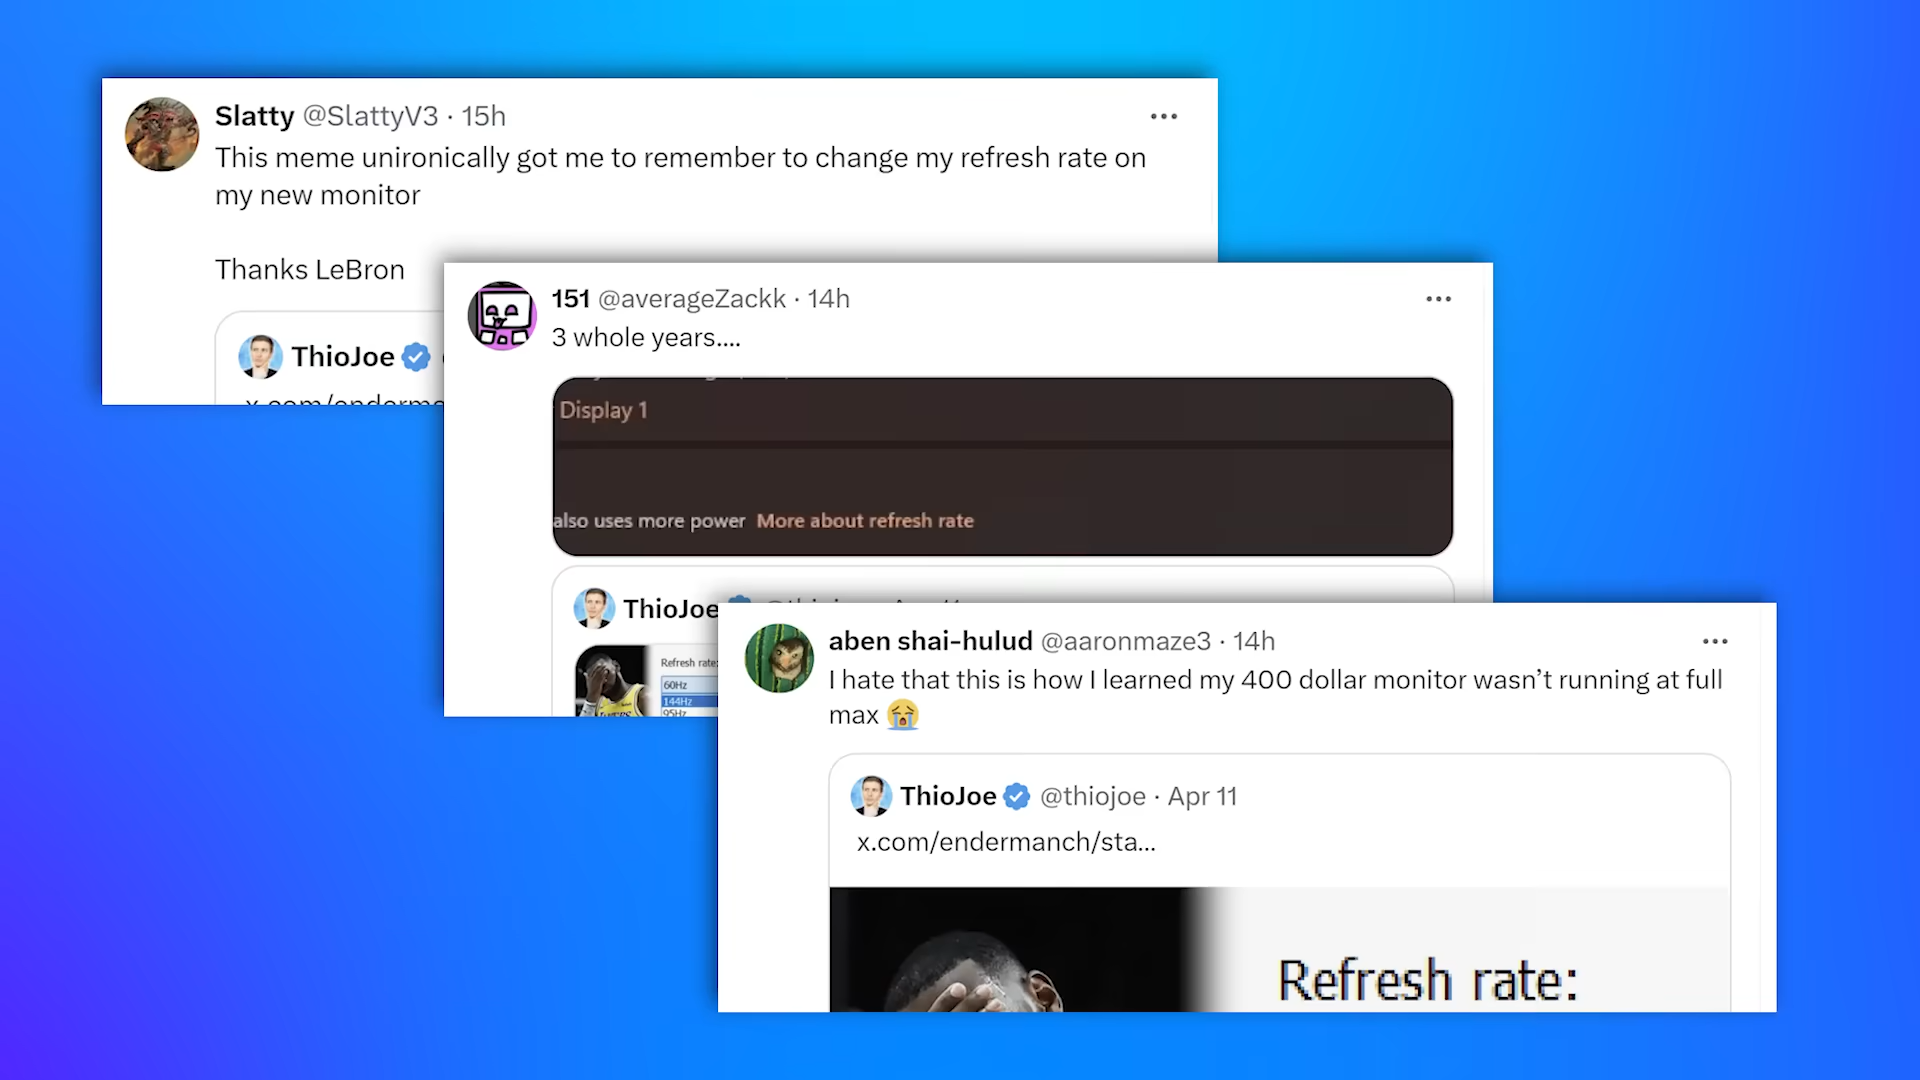 Slatty @SlattyV3 · 15h
This meme unironically got me to remember to change my refresh rate on
my new monitor
Thanks LeBron
ThioJoe
151 @averageZackk · 14h
3 whole years....
Display 1
also uses more power More about refresh rate
ThioJoe
Refresh rate:
60Hz
144Hz
95Hz
aben shai-hulud @aaronmaze3 · 14h
I hate that this is how I learned my 400 dollar monitor wasn’t running at full
max 😭
ThioJoe @thiojoe · Apr 11
x.com/endermanch/sta...
Refresh rate: